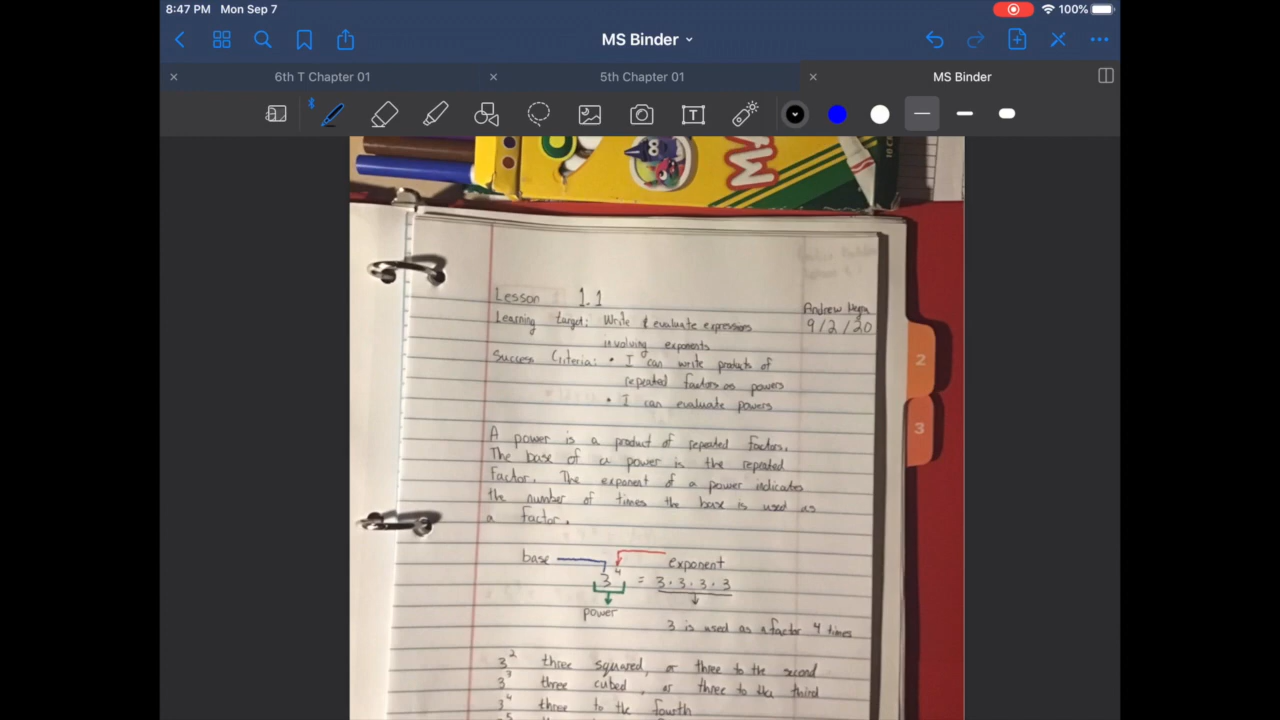 8:47 PM Mon Sep 7
100%
MS Binder
6th T Chapter 01
5th Chapter 01
MS Binder
T
MA
Lesson 1.1
Andrew
Learning target: Write & evaluate expressions
9/2/20
involving exponents
Success Criteria: • I can write products of
repeated factors as powers
• I can evaluate powers
2
3
A power is a product of repeated factors.
The base of a power is the repeated
Factor. The exponent of a power indicates
the number of times the base is used as
a factor.
base
exponent
3⁴ = 3·3·3·3
power
3 is used as a factor 4 times
3² three squared, or three to the second
3³ three cubed, or three to the third
3⁴ three to the fourth